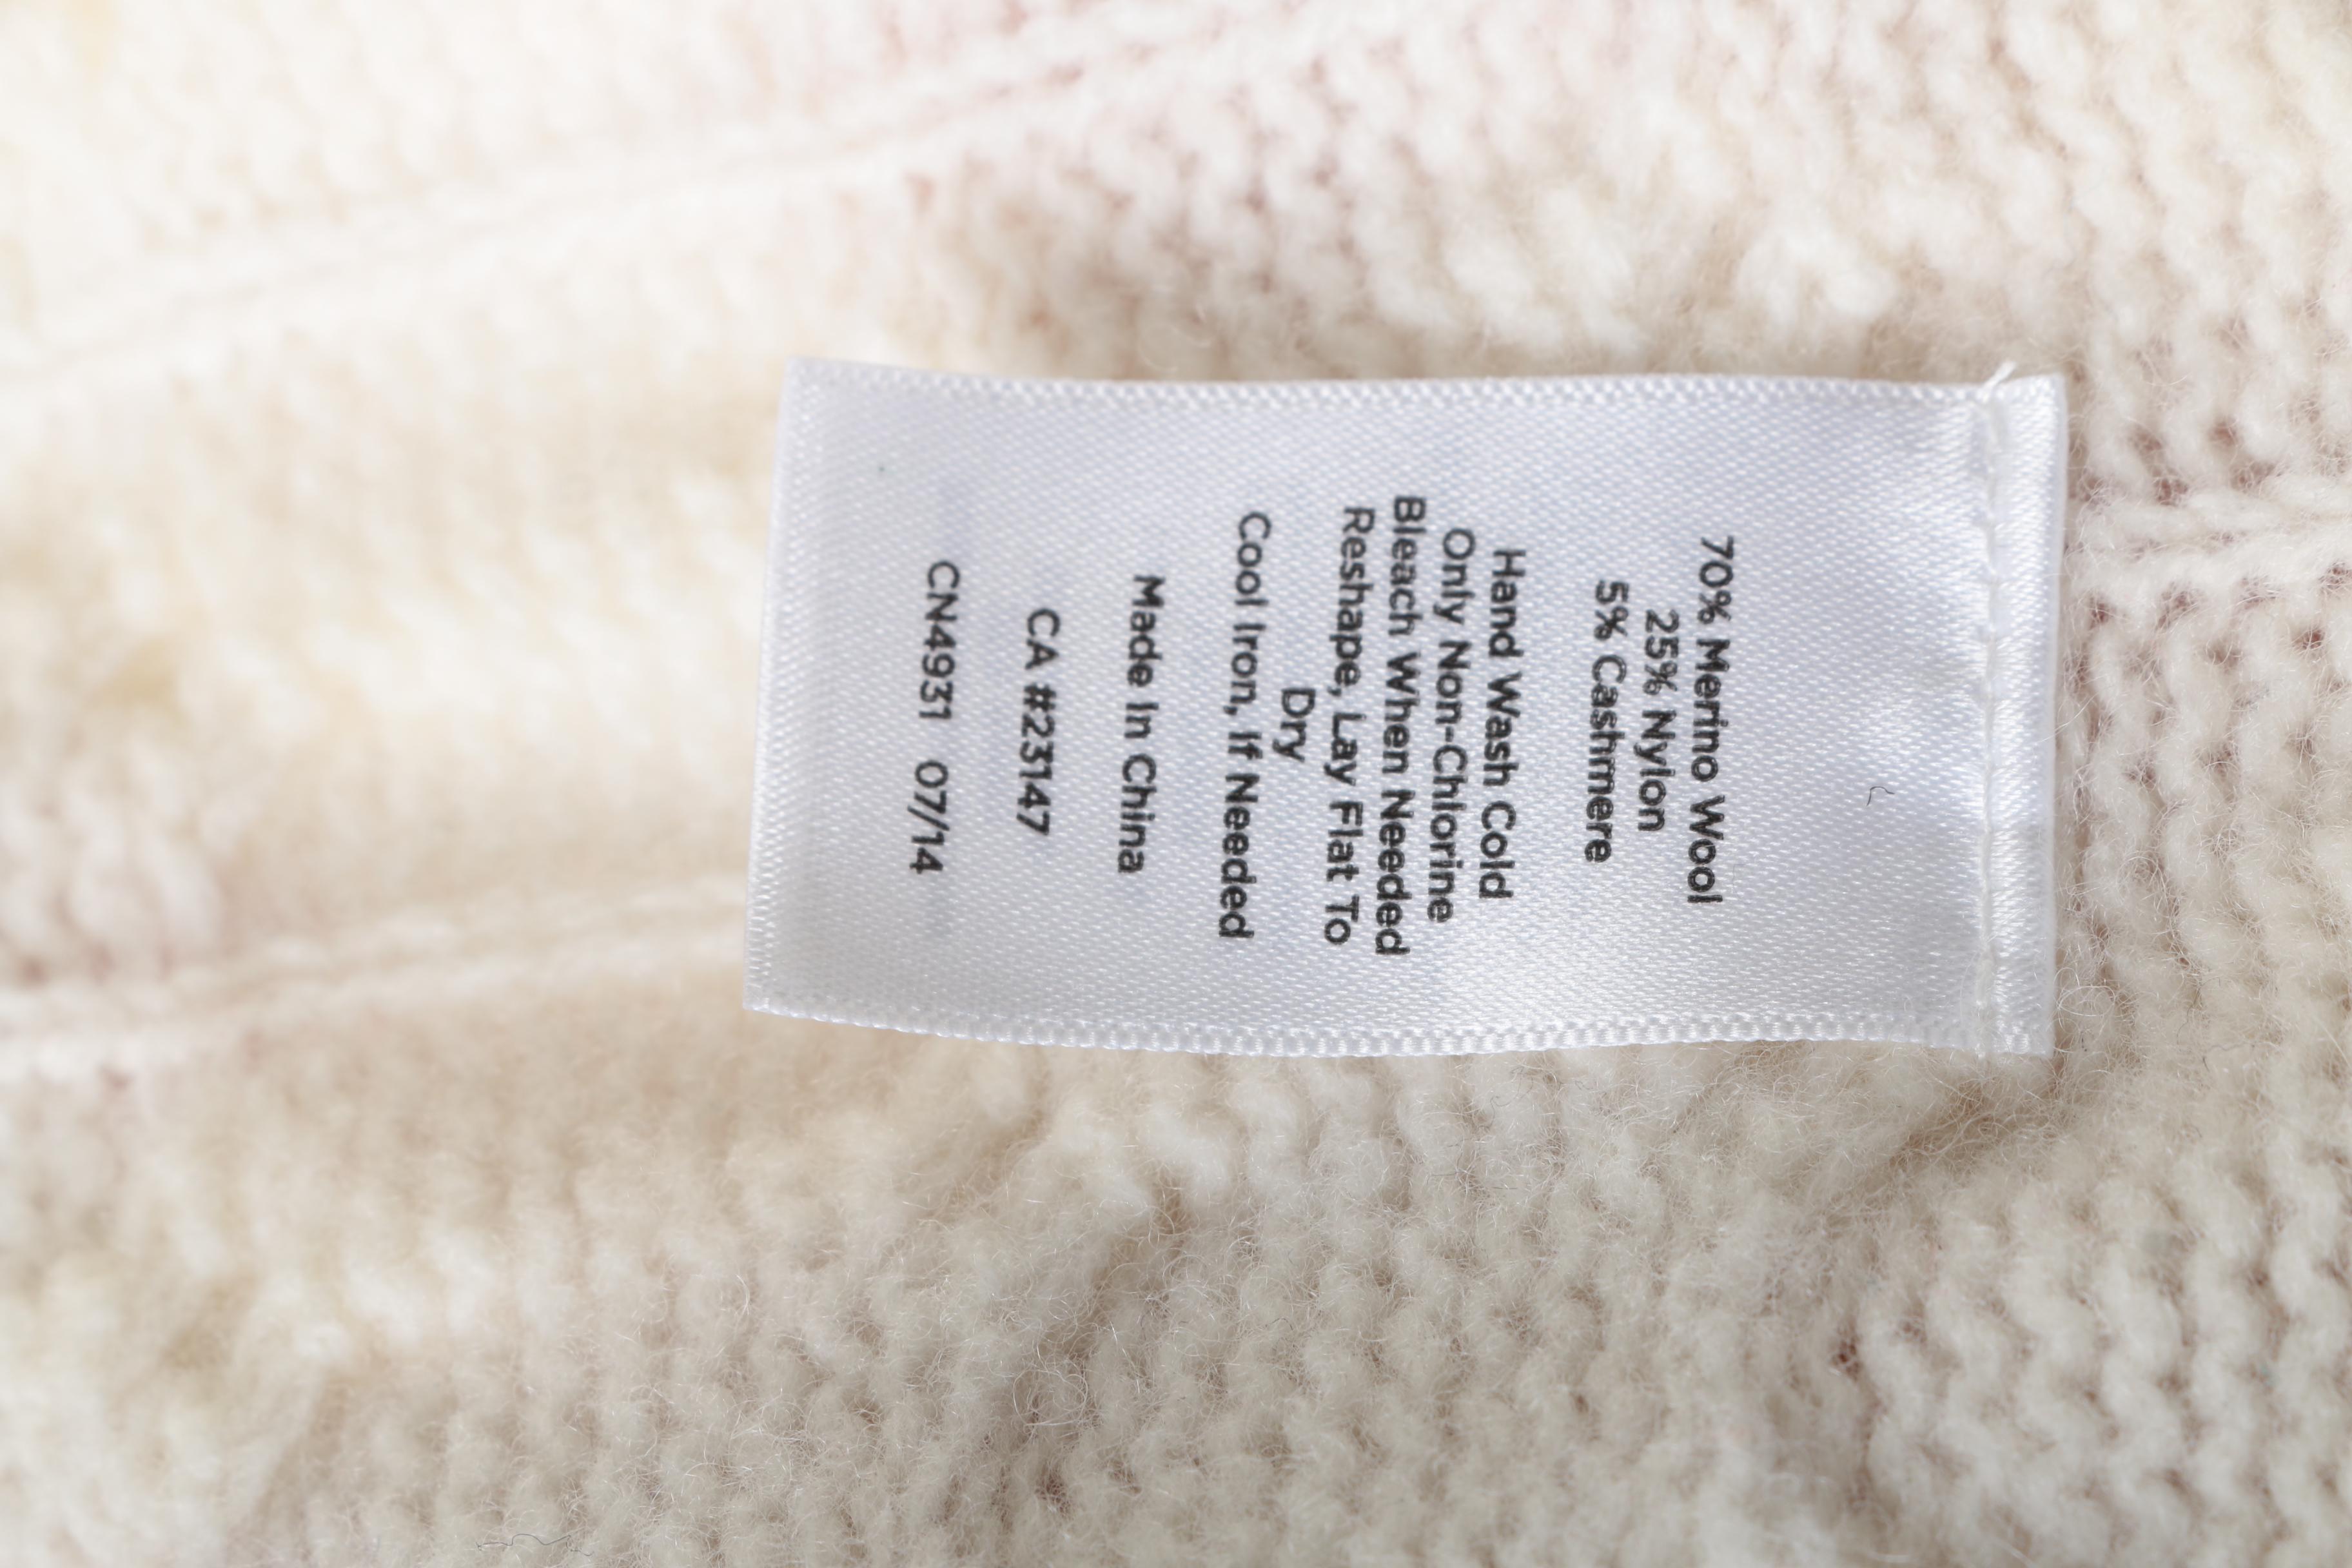 70% Merino Wool
25% Nylon
5% Cashmere
Hand Wash Cold
Only Non-Chlorine
Bleach When Needed
Reshape, Lay Flat To
Dry
Cool Iron, If Needed
Made In China
CA #23147
CN4931 07/14